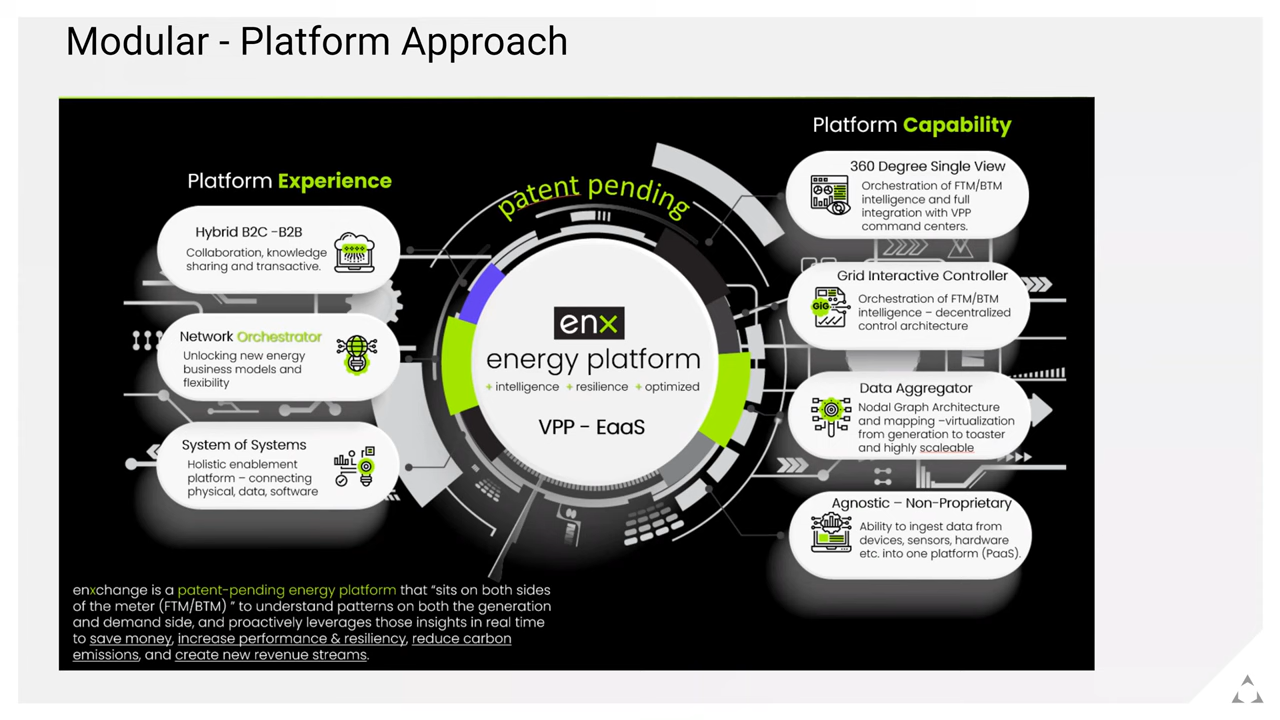 Modular - Platform Approach
Platform Experience
Hybrid B2C -B2B
Collaboration, knowledge
sharing and transactive.
Network Orchestrator
Unlocking new energy
business models and
flexibility
System of Systems
Holistic enablement
platform – connecting
physical, data, software
patent pending
enx
energy platform
+ intelligence + resilience + optimized
VPP - EaaS
Platform Capability
360 Degree Single View
Orchestration of FTM/BTM
intelligence and full
integration with VPP
command centers.
Grid Interactive Controller
GiG
Orchestration of FTM/BTM
intelligence – decentralized
control architecture
Data Aggregator
Nodal Graph Architecture
and mapping –virtualization
from generation to toaster
and highly scaleable
Agnostic – Non-Proprietary
Ability to ingest data from
devices, sensors, hardware
etc. into one platform (PaaS).
enxchange is a patent-pending energy platform that “sits on both sides
of the meter (FTM/BTM) ” to understand patterns on both the generation
and demand side, and proactively leverages those insights in real time
to save money, increase performance & resiliency, reduce carbon
emissions, and create new revenue streams.